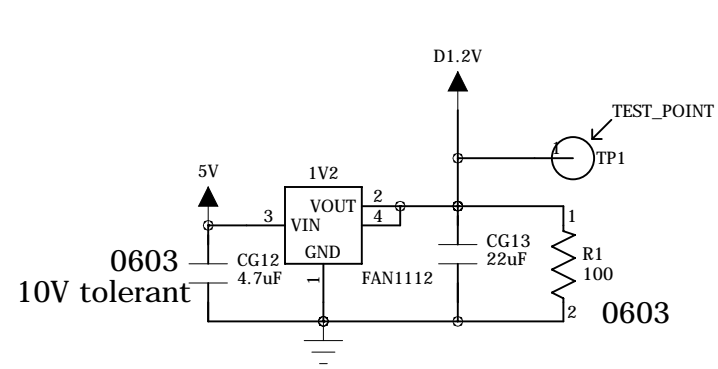 D1.2V
TEST_POINT
1
TP1
5V
1V2
2
VOUT
4
3
VIN
GND
1
FAN1112
0603
10V tolerant
CG12
4.7uF
CG13
22uF
1
R1
100
2
0603